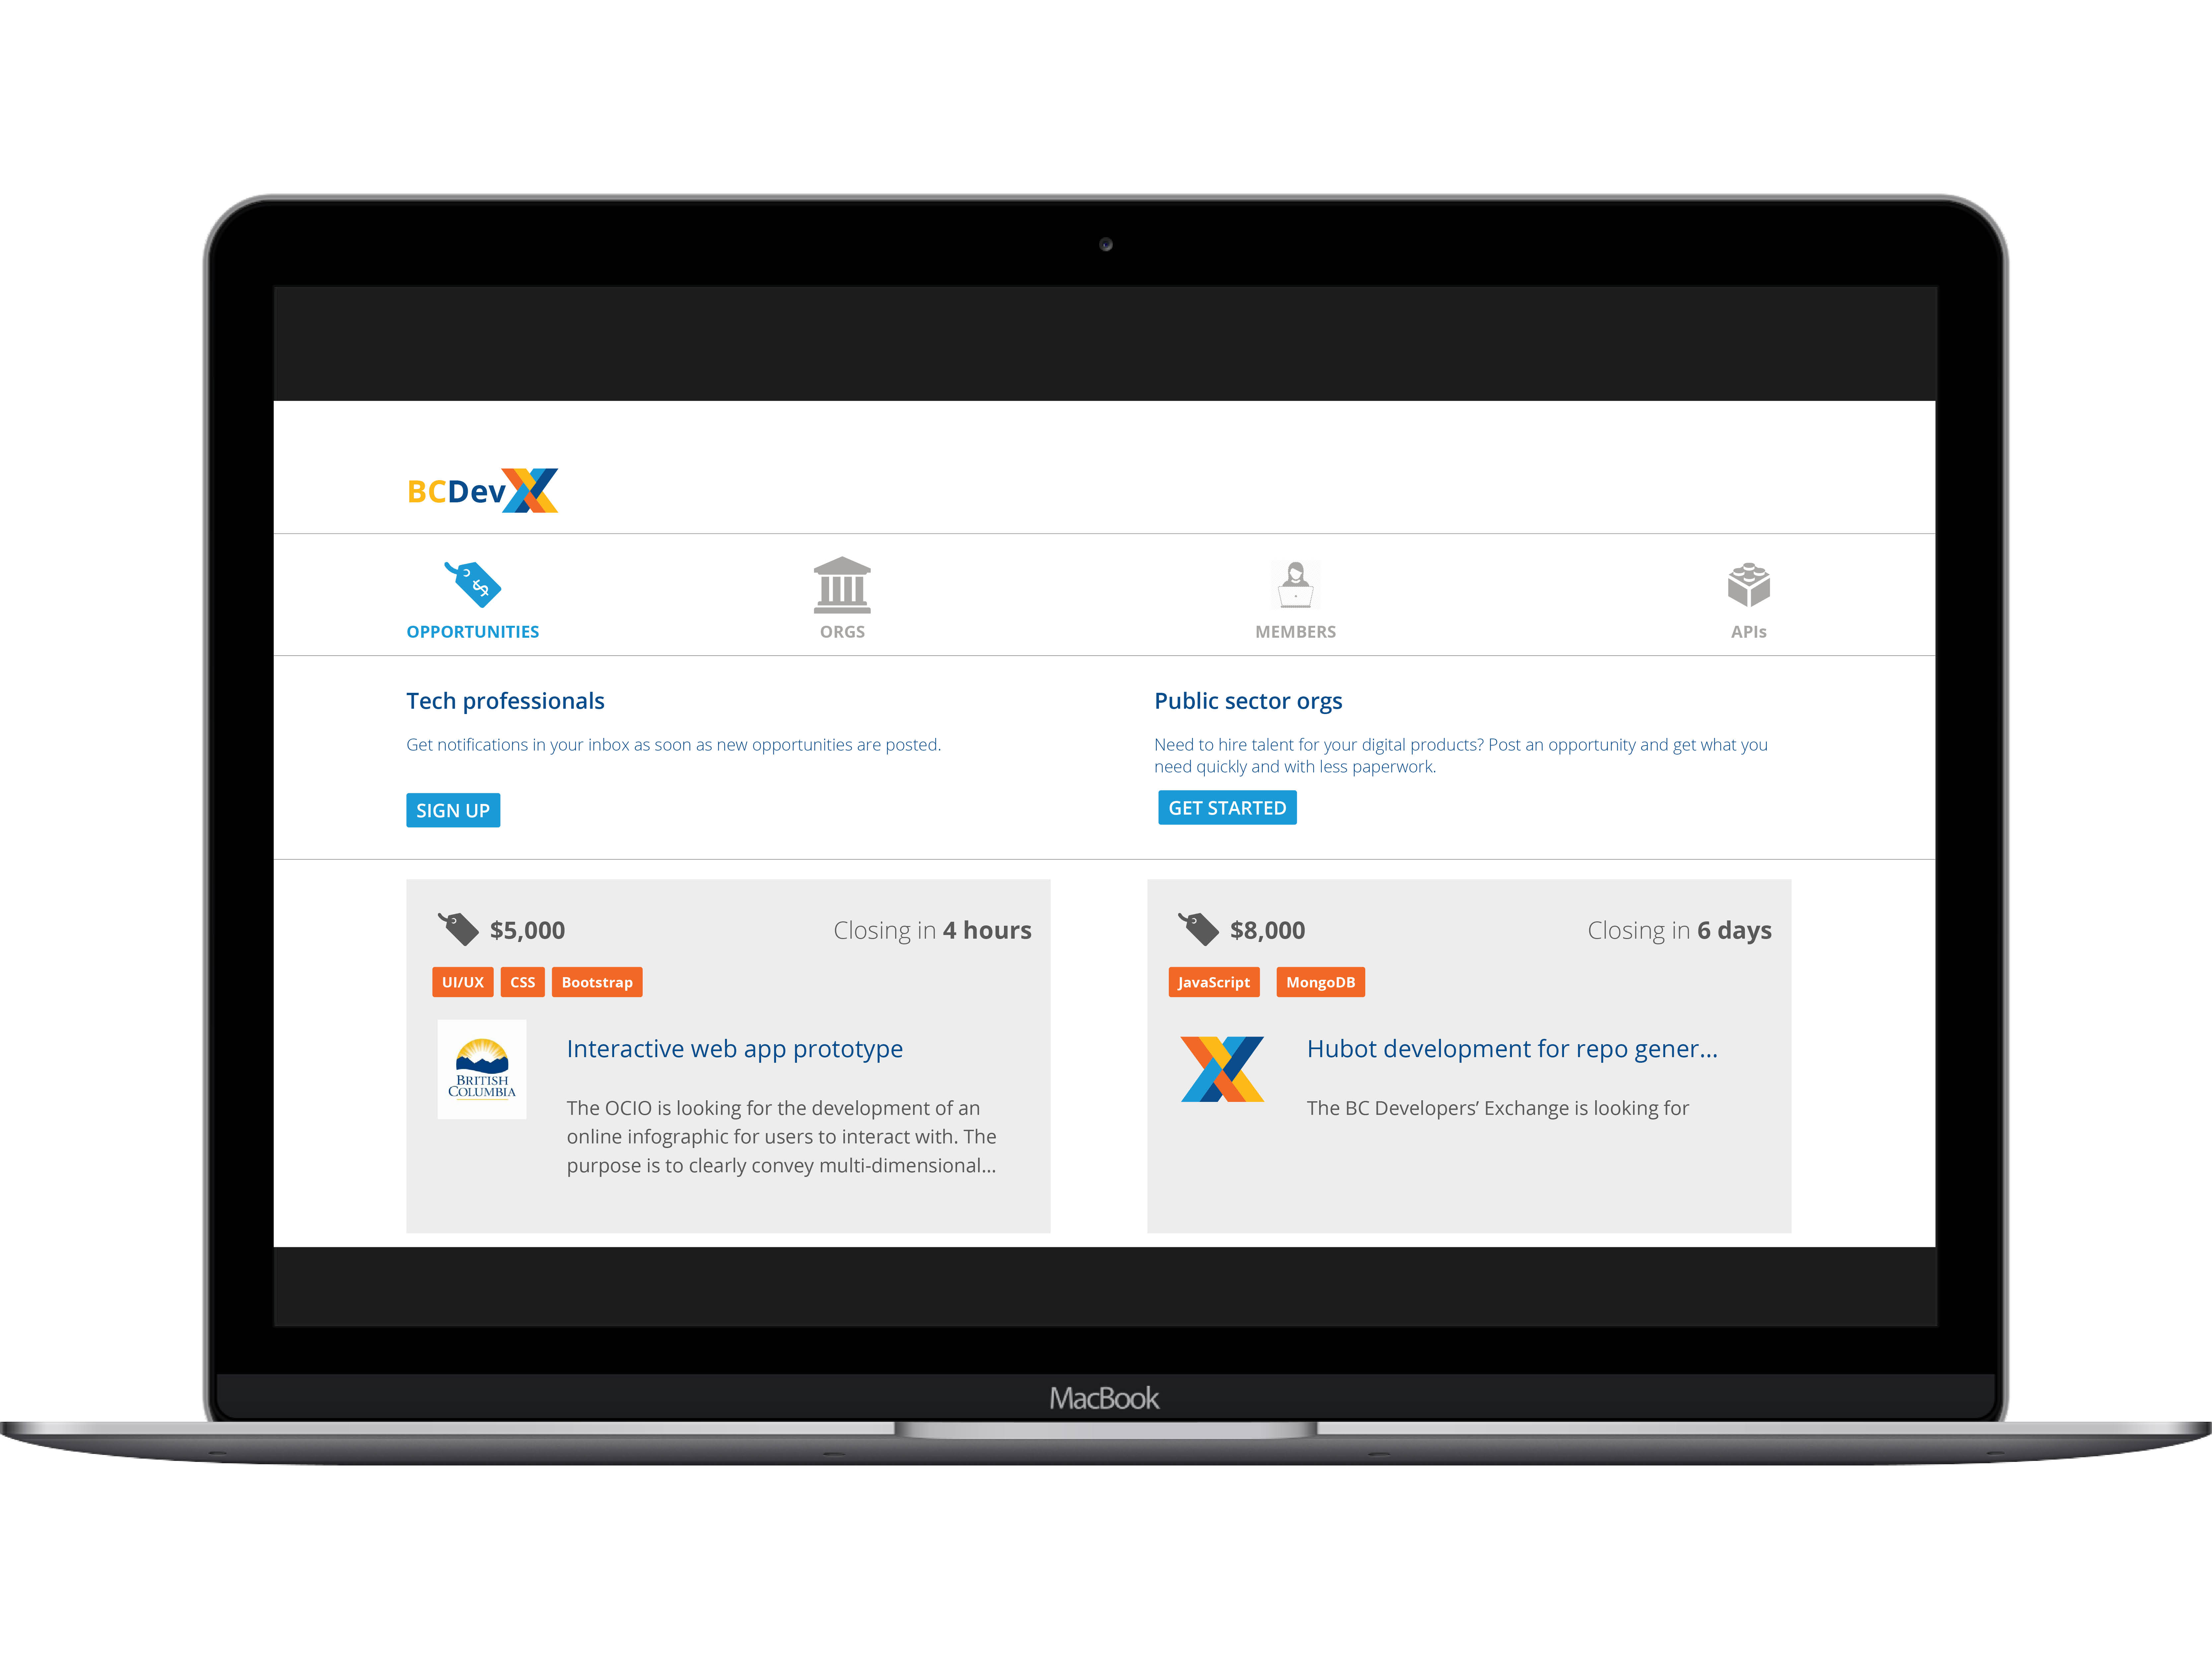 BCDevX
OPPORTUNITIES
ORGS
MEMBERS
APIs
Tech professionals
Get notifications in your inbox as soon as new opportunities are posted.
SIGN UP
Public sector orgs
Need to hire talent for your digital products? Post an opportunity and get what you
need quickly and with less paperwork.
GET STARTED
$5,000
Closing in 4 hours
UI/UX
CSS
Bootstrap
BRITISH
COLUMBIA
Interactive web app prototype
The OCIO is looking for the development of an
online infographic for users to interact with. The
purpose is to clearly convey multi-dimensional...
$8,000
Closing in 6 days
JavaScript
MongoDB
Hubot development for repo gener...
The BC Developers’ Exchange is looking for
MacBook